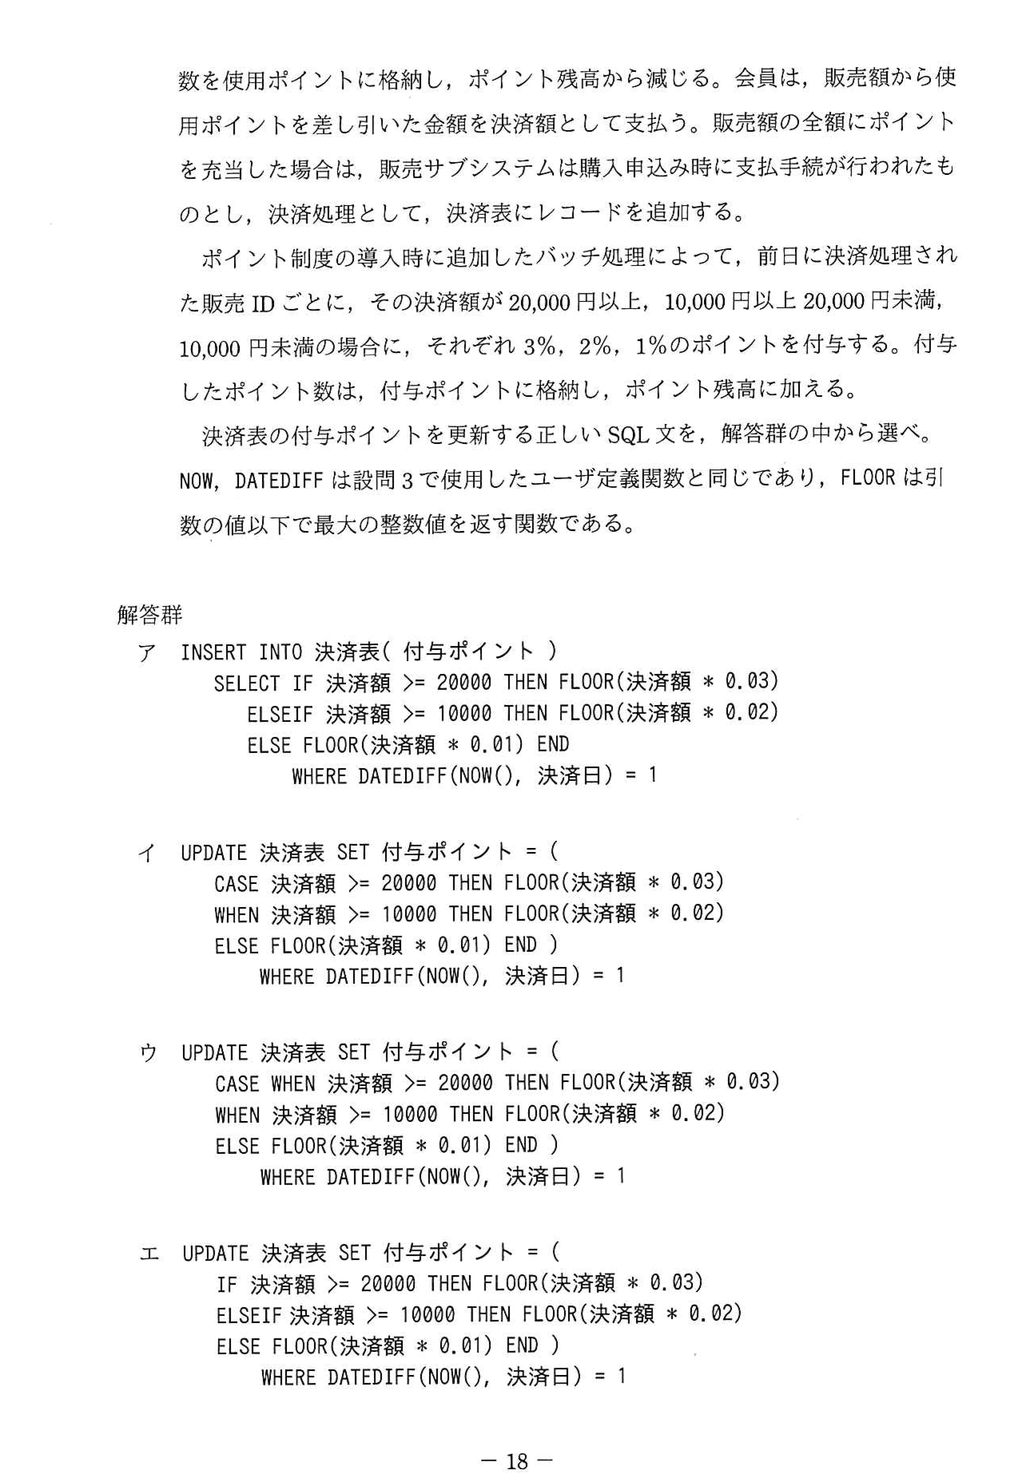 数を使用ポイントに格納し，ポイント残高から減じる。会員は，販売額から使
用ポイントを差し引いた金額を決済額として支払う。販売額の全額にポイント
を充当した場合は，販売サブシステムは購入申込み時に支払手続が行われたも
のとし，決済処理として，決済表にレコードを追加する。
ポイント制度の導入時に追加したバッチ処理によって，前日に決済処理され
た販売 ID ごとに，その決済額が 20,000 円以上，10,000 円以上 20,000 円未満，
10,000 円未満の場合に，それぞれ 3%，2%，1%のポイントを付与する。付与
したポイント数は，付与ポイントに格納し，ポイント残高に加える。
決済表の付与ポイントを更新する正しい SQL 文を，解答群の中から選べ。
NOW，DATEDIFF は設問 3 で使用したユーザ定義関数と同じであり，FLOOR は引
数の値以下で最大の整数値を返す関数である。
解答群
ア INSERT INTO 決済表( 付与ポイント )
SELECT IF 決済額 >= 20000 THEN FLOOR(決済額 * 0.03)
ELSEIF 決済額 >= 10000 THEN FLOOR(決済額 * 0.02)
ELSE FLOOR(決済額 * 0.01) END
WHERE DATEDIFF(NOW(), 決済日) = 1
イ UPDATE 決済表 SET 付与ポイント = (
CASE 決済額 >= 20000 THEN FLOOR(決済額 * 0.03)
WHEN 決済額 >= 10000 THEN FLOOR(決済額 * 0.02)
ELSE FLOOR(決済額 * 0.01) END )
WHERE DATEDIFF(NOW(), 決済日) = 1
ウ UPDATE 決済表 SET 付与ポイント = (
CASE WHEN 決済額 >= 20000 THEN FLOOR(決済額 * 0.03)
WHEN 決済額 >= 10000 THEN FLOOR(決済額 * 0.02)
ELSE FLOOR(決済額 * 0.01) END )
WHERE DATEDIFF(NOW(), 決済日) = 1
エ UPDATE 決済表 SET 付与ポイント = (
IF 決済額 >= 20000 THEN FLOOR(決済額 * 0.03)
ELSEIF 決済額 >= 10000 THEN FLOOR(決済額 * 0.02)
ELSE FLOOR(決済額 * 0.01) END )
WHERE DATEDIFF(NOW(), 決済日) = 1
— 18 —